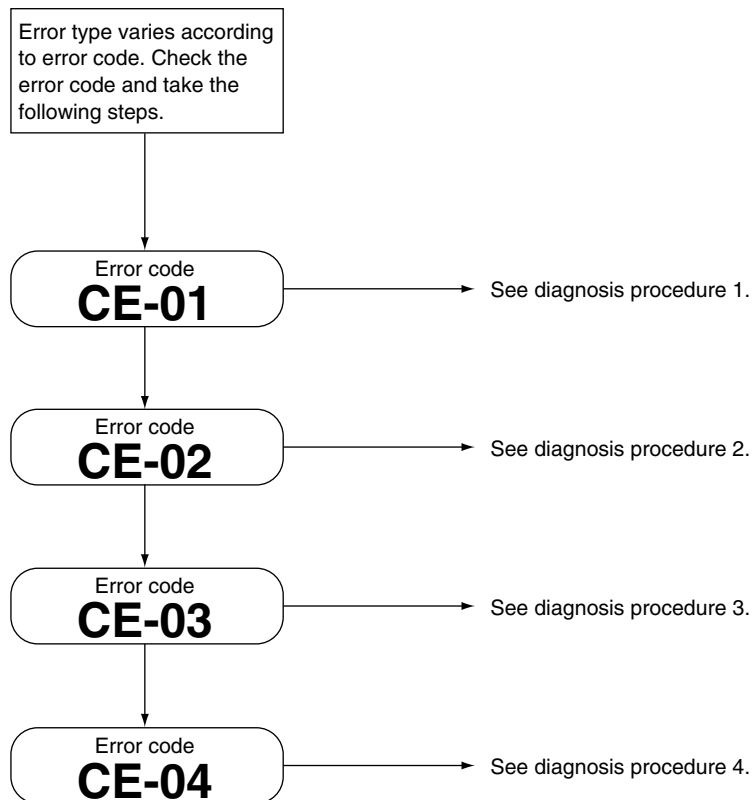 Error type varies according
to error code. Check the
error code and take the
following steps.
Error code
CE-01
See diagnosis procedure 1.
Error code
CE-02
See diagnosis procedure 2.
Error code
CE-03
See diagnosis procedure 3.
Error code
CE-04
See diagnosis procedure 4.